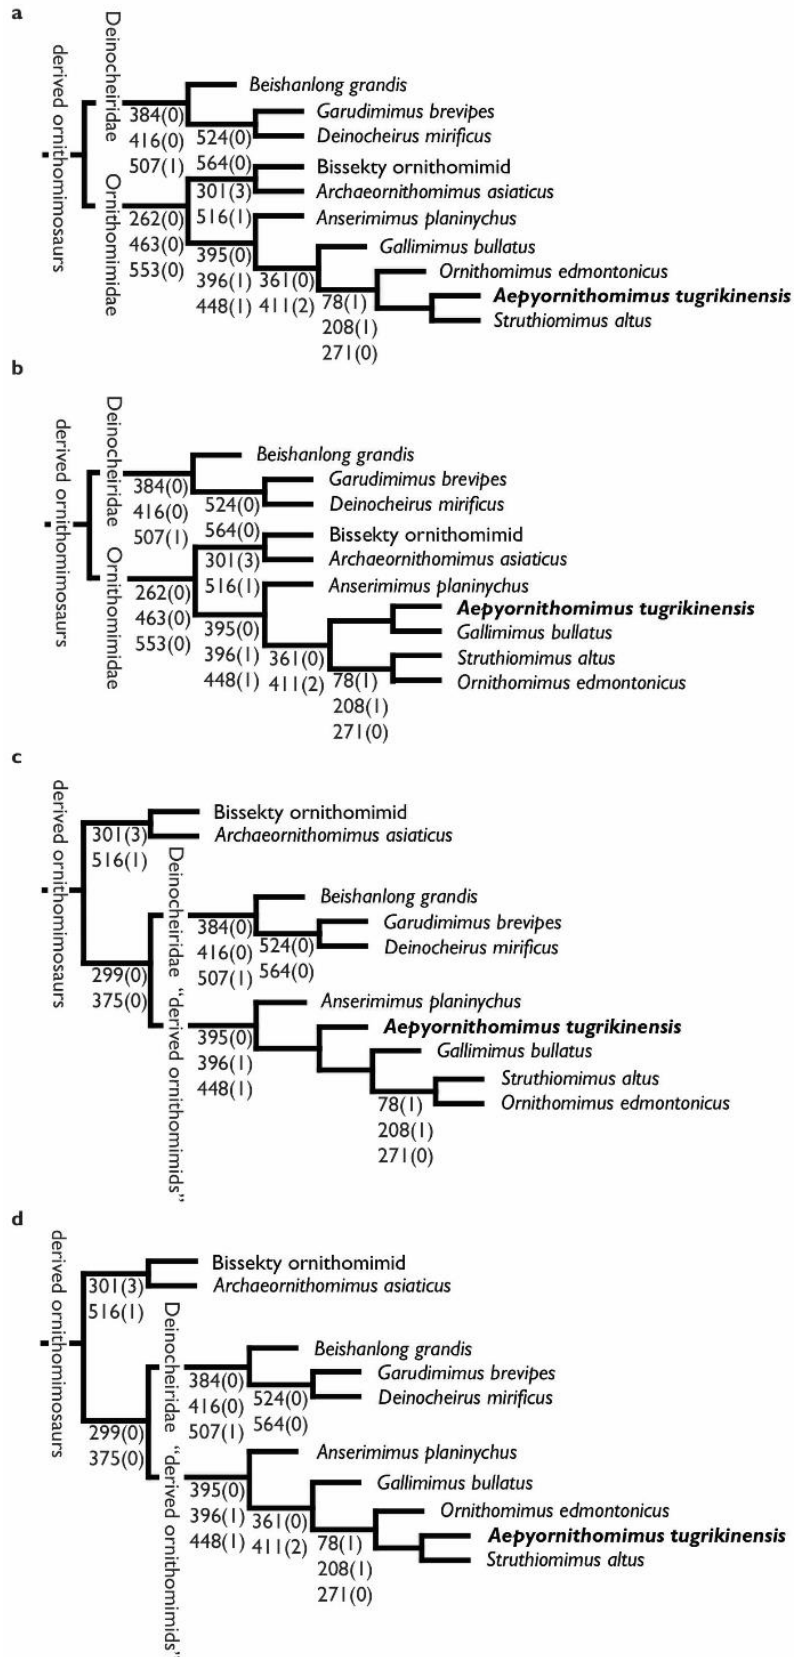 a
derived ornithomimosaurs
Deinocheiridae
Ornithomimidae
384(0)
416(0)
507(1)
524(0)
564(0)
262(0)
463(0)
553(0)
301(3)
516(1)
395(0)
396(1)
448(1)
361(0)
411(2)
78(1)
208(1)
271(0)
Beishanlong grandis
Garudimimus brevipes
Deinocheirus mirificus
Bissekty ornithomimid
Archaeornithomimus asiaticus
Anserimimus planinychus
Gallimimus bullatus
Ornithomimus edmontonicus
Aepyornithomimus tugrikinensis
Struthiomimus altus
b
derived ornithomimosaurs
Deinocheiridae
Ornithomimidae
384(0)
416(0)
507(1)
524(0)
564(0)
262(0)
463(0)
553(0)
301(3)
516(1)
395(0)
396(1)
448(1)
361(0)
411(2)
78(1)
208(1)
271(0)
Beishanlong grandis
Garudimimus brevipes
Deinocheirus mirificus
Bissekty ornithomimid
Archaeornithomimus asiaticus
Anserimimus planinychus
Aepyornithomimus tugrikinensis
Gallimimus bullatus
Struthiomimus altus
Ornithomimus edmontonicus
c
derived ornithomimosaurs
301(3)
516(1)
299(0)
375(0)
Deinocheiridae
“derived ornithomimids”
384(0)
416(0)
507(1)
524(0)
564(0)
395(0)
396(1)
448(1)
78(1)
208(1)
271(0)
Bissekty ornithomimid
Archaeornithomimus asiaticus
Beishanlong grandis
Garudimimus brevipes
Deinocheirus mirificus
Anserimimus planinychus
Aepyornithomimus tugrikinensis
Gallimimus bullatus
Struthiomimus altus
Ornithomimus edmontonicus
d
derived ornithomimosaurs
301(3)
516(1)
299(0)
375(0)
Deinocheiridae
“derived ornithomimids”
384(0)
416(0)
507(1)
524(0)
564(0)
395(0)
396(1)
448(1)
361(0)
411(2)
78(1)
208(1)
271(0)
Bissekty ornithomimid
Archaeornithomimus asiaticus
Beishanlong grandis
Garudimimus brevipes
Deinocheirus mirificus
Anserimimus planinychus
Gallimimus bullatus
Ornithomimus edmontonicus
Aepyornithomimus tugrikinensis
Struthiomimus altus